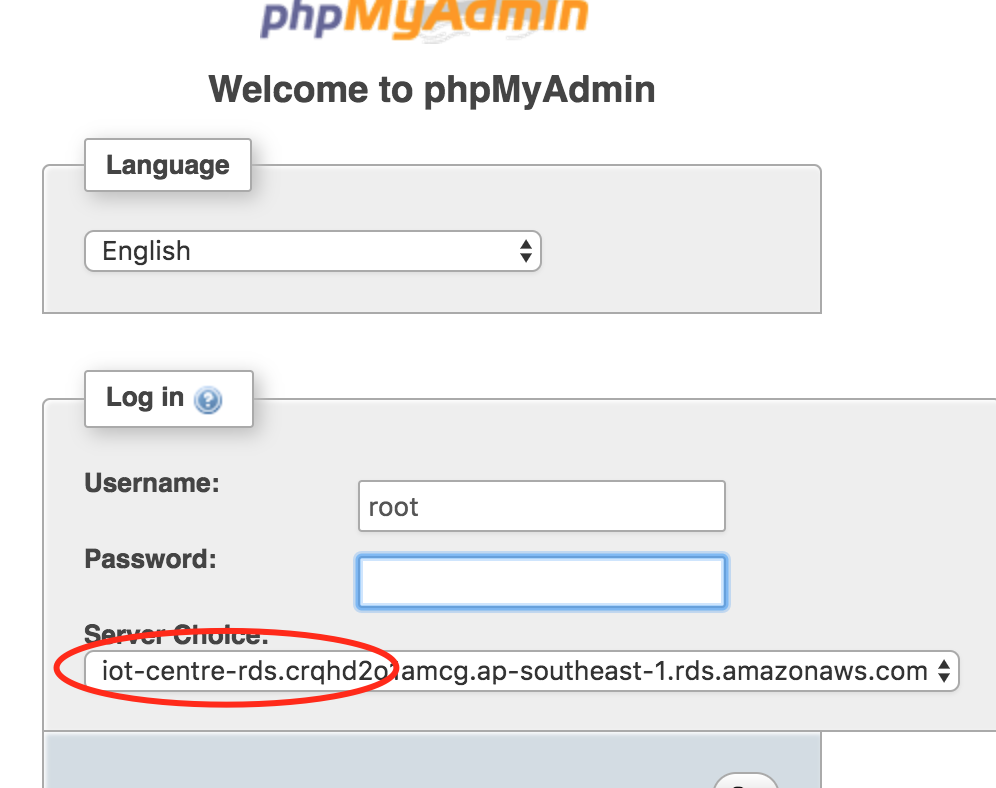 phpMyAdmin
Welcome to phpMyAdmin
Language
English
Log in
Username:
root
Password:
Server Choice:
iot-centre-rds.crqhd2o1amcg.ap-southeast-1.rds.amazonaws.com